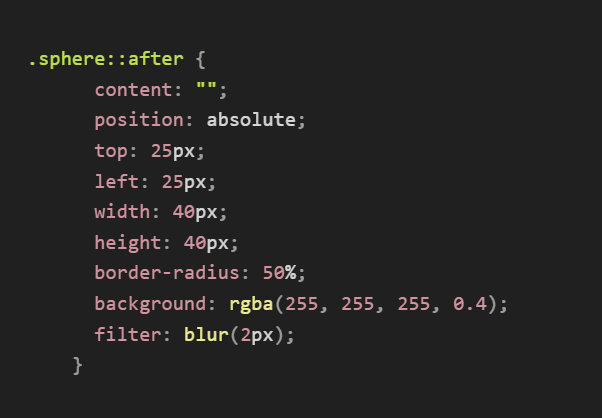 .sphere::after {
content: "";
position: absolute;
top: 25px;
left: 25px;
width: 40px;
height: 40px;
border-radius: 50%;
background: rgba(255, 255, 255, 0.4);
filter: blur(2px);
}